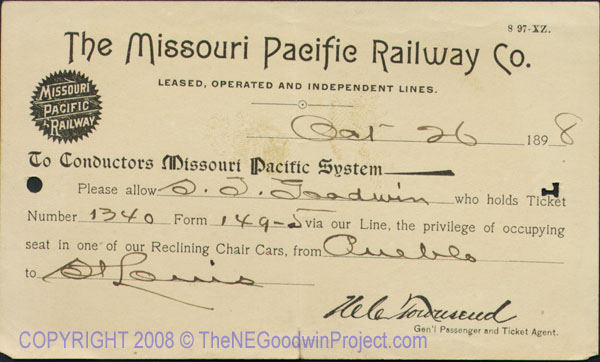 8 97-XZ.
The Missouri Pacific Railway Co.
LEASED, OPERATED AND INDEPENDENT LINES.
MISSOURI
PACIFIC
RAILWAY
Oct 26 1898
To Conductors Missouri Pacific System
Please allow Goodwin who holds Ticket
Number 1340 Form 149-5 via our Line, the privilege of occupying
seat in one of our Reclining Chair Cars, from Pueblo
to St Louis
Townsend
Gen'l Passenger and Ticket Agent.
COPYRIGHT 2008 © TheNEGoodwinProject.com